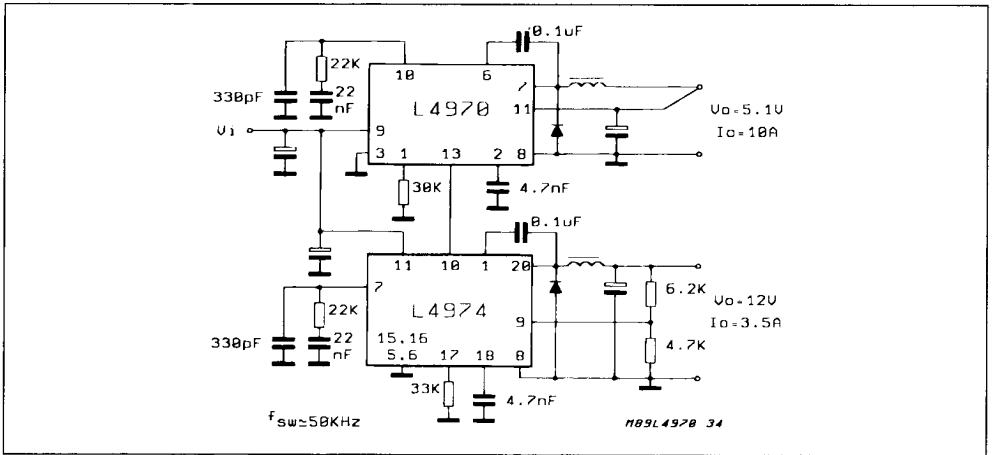 0.1uF
22K
10
6
330pF
22
nF
L4970
7
11
Vo=5.1V
Io=10A
Vi
9
3
1
13
2
8
30K
4.7nF
0.1uF
11
10
1
20
7
22K
L4974
6.2K
Vo=12V
Io=3.5A
330pF
22
nF
9
15.16
5.6
17
18
8
4.7K
33K
4.7nF
fsw≃50KHz
M89L4970 34